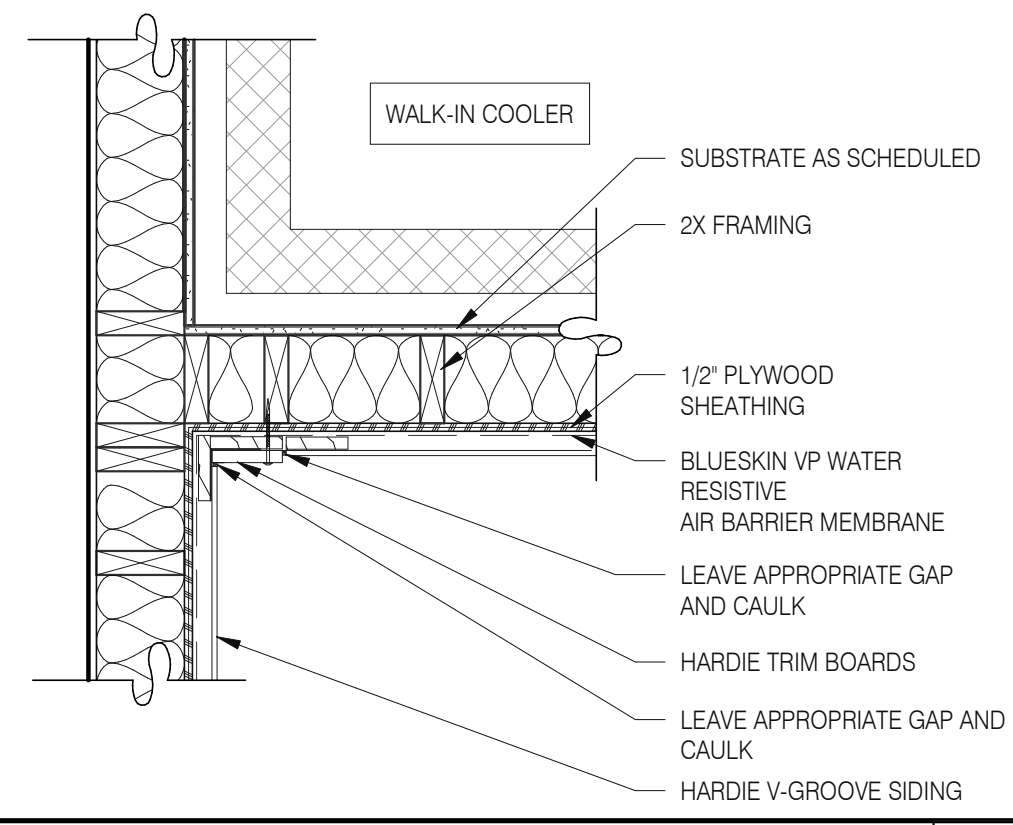 WALK-IN COOLER
SUBSTRATE AS SCHEDULED
2X FRAMING
1/2" PLYWOOD
SHEATHING
BLUESKIN VP WATER
RESISTIVE
AIR BARRIER MEMBRANE
LEAVE APPROPRIATE GAP
AND CAULK
HARDIE TRIM BOARDS
LEAVE APPROPRIATE GAP AND
CAULK
HARDIE V-GROOVE SIDING